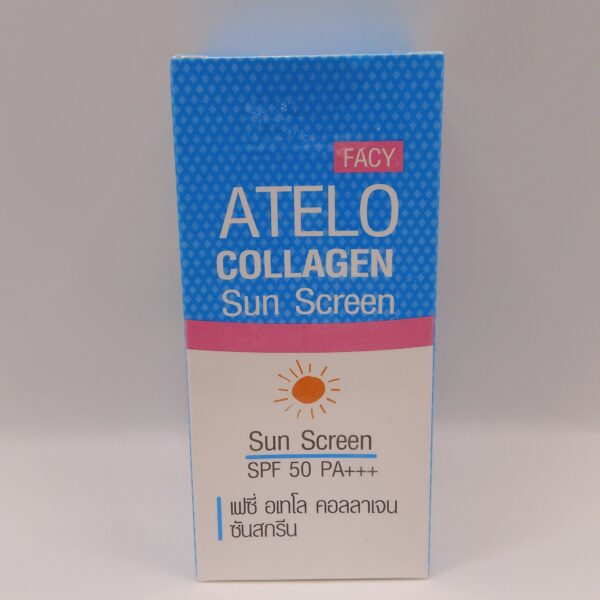 FACY
ATELO
COLLAGEN
Sun Screen
Sun Screen
SPF 50 PA+++
เฟซี่ อเทโล คอลลาเจน
ซันสกรีน